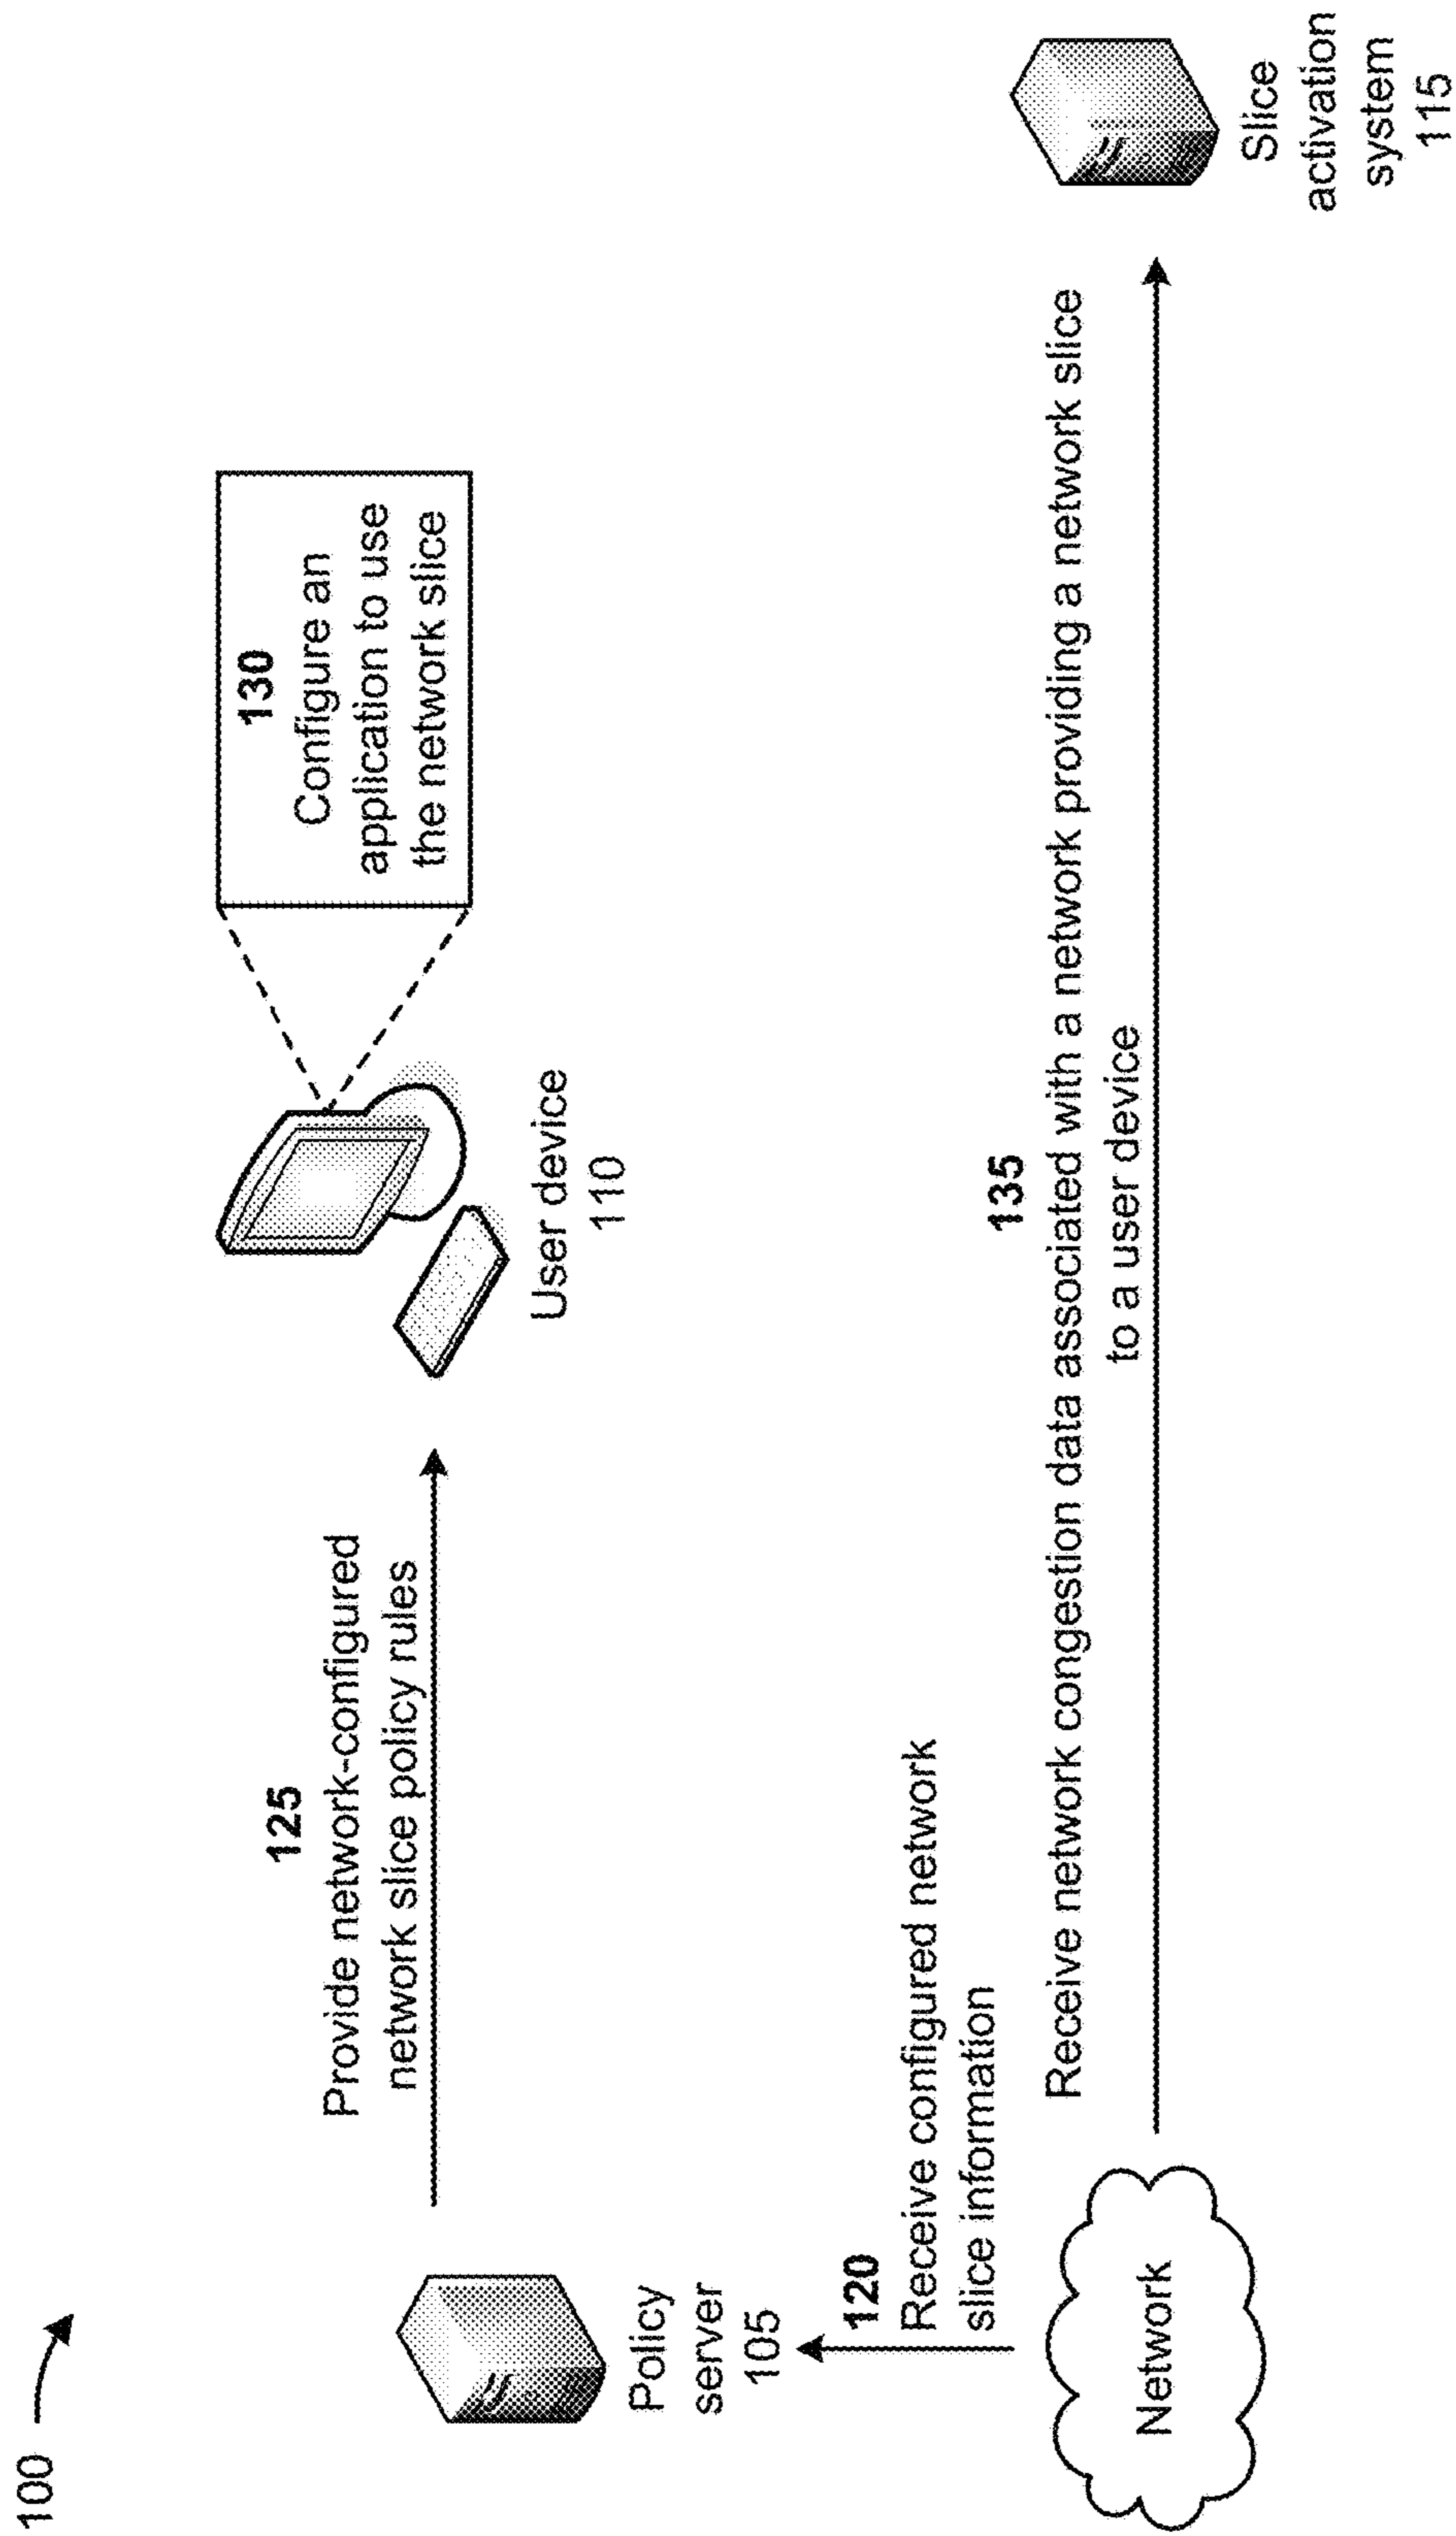 100
125
Provide network-configured
network slice policy rules
130
Configure an
application to use
the network slice
Policy
server
105
User device
110
120
Receive configured network
slice information
135
Receive network congestion data associated with a network providing a network slice
to a user device
Network
Slice
activation
system
115